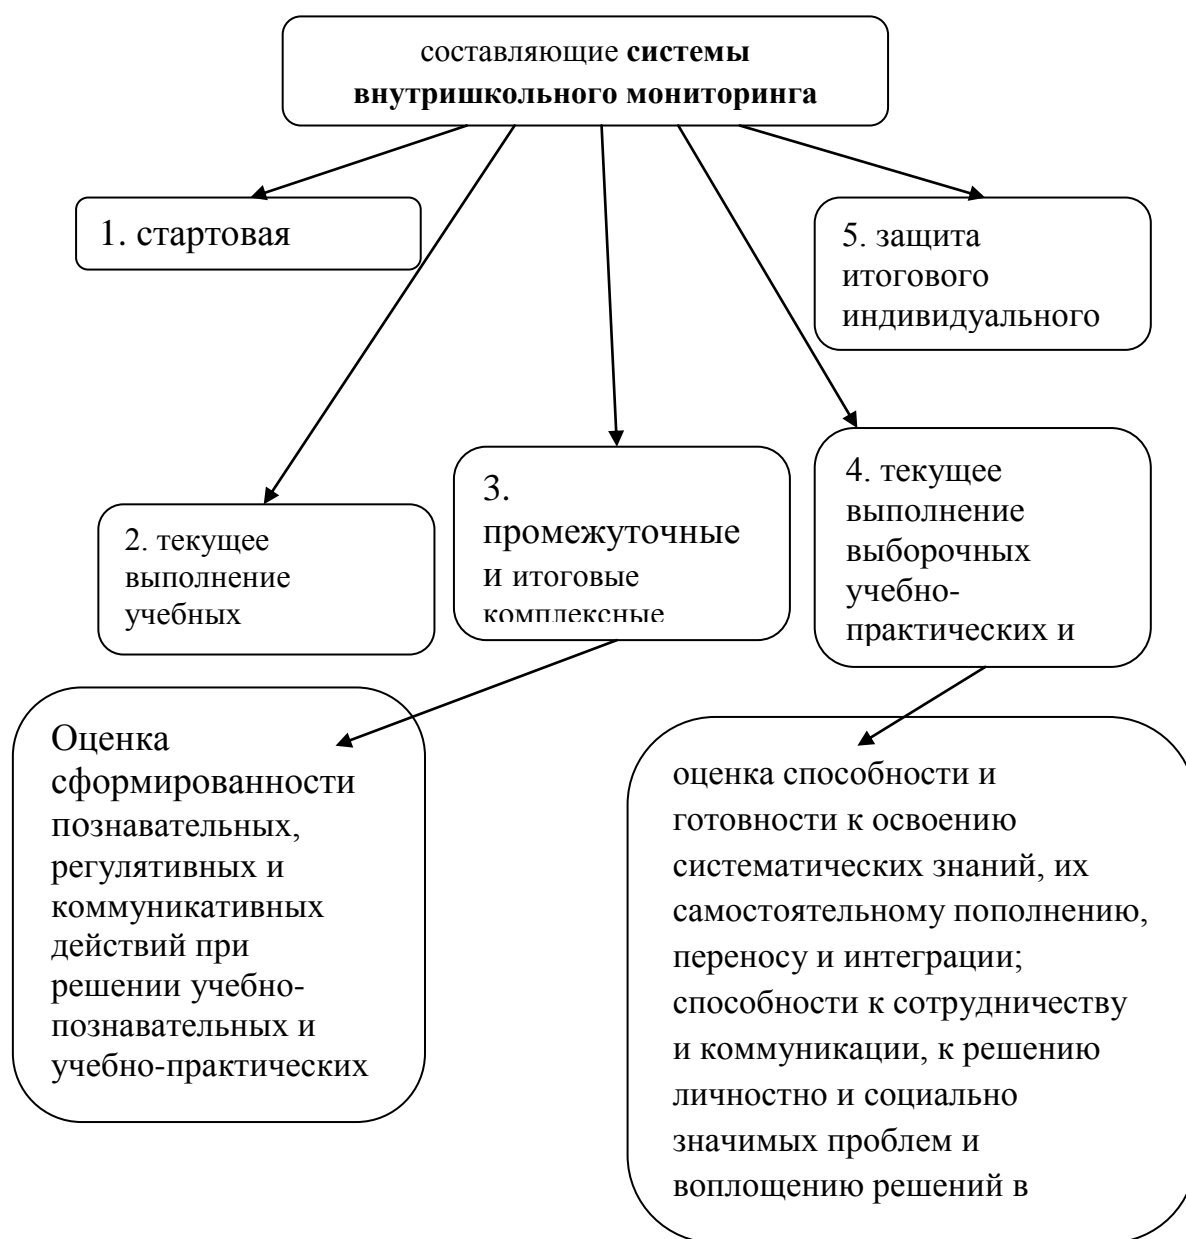 составляющие системы
внутришкольного мониторинга
1. стартовая
5. защита
итогового
индивидуального
2. текущее
выполнение
учебных
3.
промежуточные
и итоговые
комплексные
4. текущее
выполнение
выборочных
учебно-
практических и
Оценка
сформированности
познавательных,
регулятивных и
коммуникативных
действий при
решении учебно-
познавательных и
учебно-практических
оценка способности и
готовности к освоению
систематических знаний, их
самостоятельному пополнению,
переносу и интеграции;
способности к сотрудничеству
и коммуникации, к решению
личностно и социально
значимых проблем и
воплощению решений в